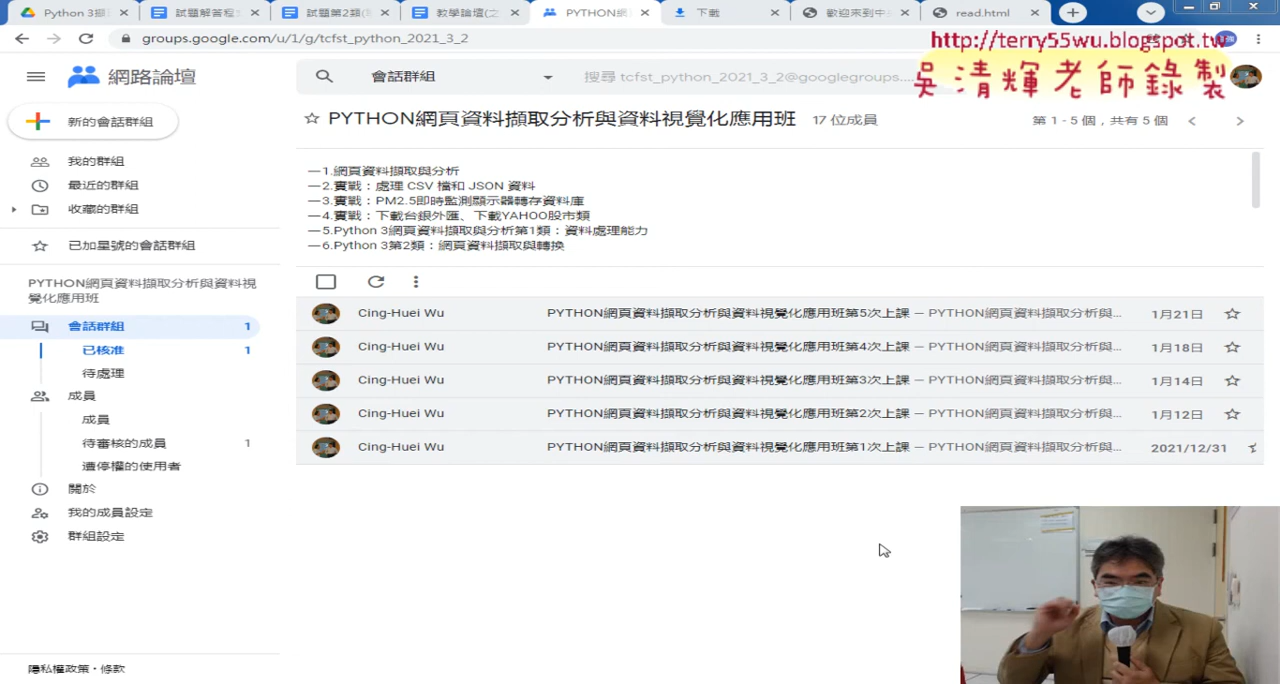 Python 3擷
試題解答程
試題第2類(
教學論壇(之
PYTHON網
下載
歡迎來到中
read.html
groups.google.com/u/1/g/tcfst_python_2021_3_2
http://terry55wu.blogspot.tw
吳清輝老師錄製
網路論壇
會話群組
搜尋 tcfst_python_2021_3_2@googlegroups....
新的會話群組
PYTHON網頁資料擷取分析與資料視覺化應用班
17 位成員
第 1 - 5 個，共有 5 個
我的群組
最近的群組
收藏的群組
已加星號的會話群組
PYTHON網頁資料擷取分析與資料視
覺化應用班
會話群組 1
已核准 1
待處理
成員
成員
待審核的成員 1
遭停權的使用者
關於
我的成員設定
群組設定
隱私權政策・條款
—1.網頁資料擷取與分析
—2.實戰：處理 CSV 檔和 JSON 資料
—3.實戰：PM2.5即時監測顯示器轉存資料庫
—4.實戰：下載台銀外匯、下載YAHOO股市類
—5.Python 3網頁資料擷取與分析第1類：資料處理能力
—6.Python 3第2類：網頁資料擷取與轉換
Cing-Huei Wu PYTHON網頁資料擷取分析與資料視覺化應用班第5次上課 – PYTHON網頁資料擷取分析與... 1月21日
Cing-Huei Wu PYTHON網頁資料擷取分析與資料視覺化應用班第4次上課 – PYTHON網頁資料擷取分析與... 1月18日
Cing-Huei Wu PYTHON網頁資料擷取分析與資料視覺化應用班第3次上課 – PYTHON網頁資料擷取分析與... 1月14日
Cing-Huei Wu PYTHON網頁資料擷取分析與資料視覺化應用班第2次上課 – PYTHON網頁資料擷取分析與... 1月12日
Cing-Huei Wu PYTHON網頁資料擷取分析與資料視覺化應用班第1次上課 – PYTHON網頁資料擷取分析與... 2021/12/31